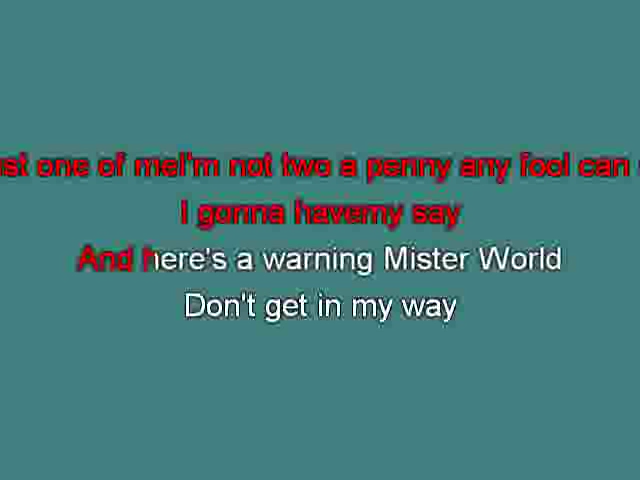 st one of meI'm not two a penny any fool can
I gonna havemy say
And here's a warning Mister World
Don't get in my way